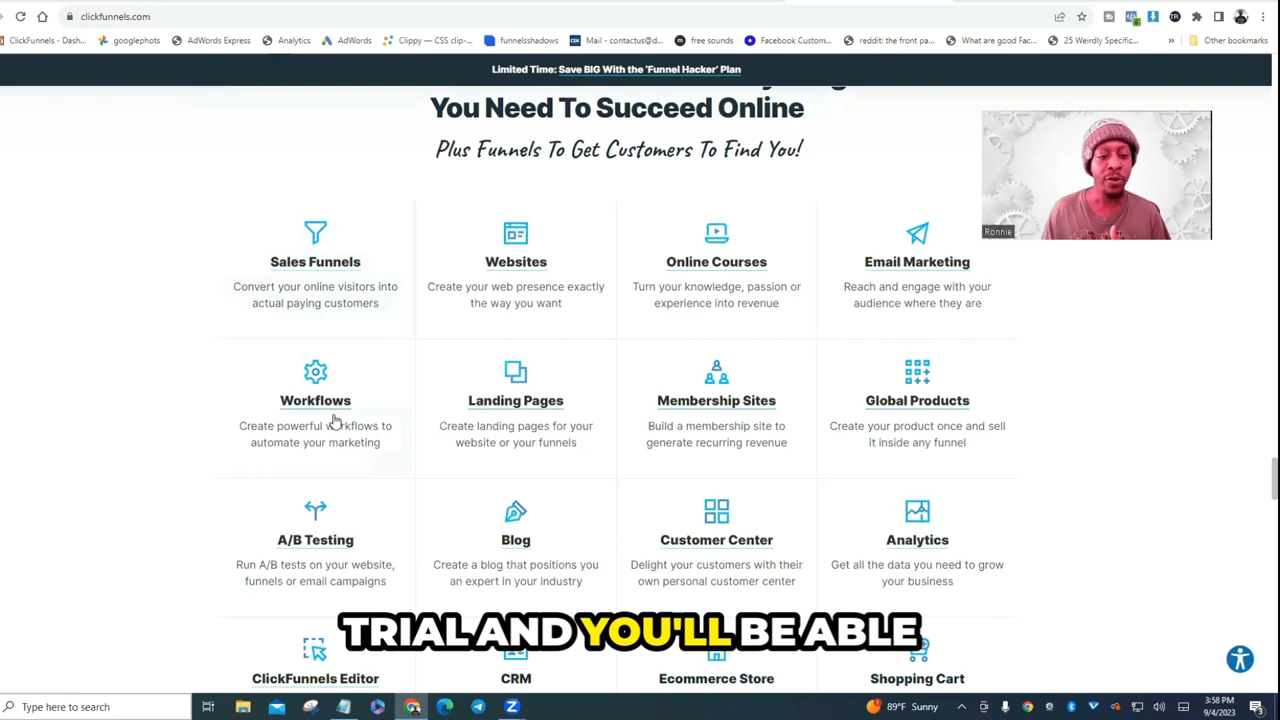 clickfunnels.com
ClickFunnels - Dash...
googlephots
AdWords Express
Analytics
AdWords
Clippy — CSS clip-...
funnelsshadows
Mail - contactus@d...
free sounds
Facebook Custom...
reddit: the front pa...
What are good Fac...
25 Weirdly Specific...
»
Other bookmarks
Limited Time: Save BIG With the 'Funnel Hacker' Plan
You Need To Succeed Online
Plus Funnels To Get Customers To Find You!
Ronnie
Sales Funnels
Convert your online visitors into
actual paying customers
Websites
Create your web presence exactly
the way you want
Online Courses
Turn your knowledge, passion or
experience into revenue
Email Marketing
Reach and engage with your
audience where they are
Workflows
Create powerful workflows to
automate your marketing
Landing Pages
Create landing pages for your
website or your funnels
Membership Sites
Build a membership site to
generate recurring revenue
Global Products
Create your product once and sell
it inside any funnel
A/B Testing
Run A/B tests on your website,
funnels or email campaigns
Blog
Create a blog that positions you
an expert in your industry
Customer Center
Delight your customers with their
own personal customer center
Analytics
Get all the data you need to grow
your business
TRIAL AND YOU'LL BE ABLE
ClickFunnels Editor
CRM
Ecommerce Store
Shopping Cart
Type here to search
89°F Sunny
3:58 PM
9/4/2023